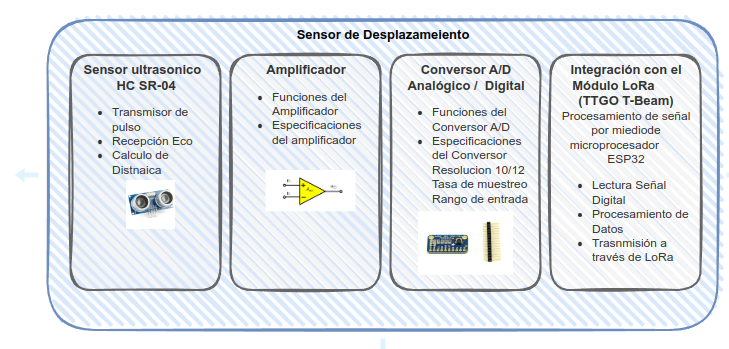 Sensor de Desplazameiento
Sensor ultrasonico
HC SR-04
Transmisor de
pulso
Recepción Eco
Calculo de
Distnaica
Amplificador
Funciones del
Amplificador
Especificaciones
del amplificador
Conversor A/D
Analógico / Digital
Funciones del
Conversor A/D
Especificaciones
del Conversor
Resolucion 10/12
Tasa de muestreo
Rango de entrada
Integración con el
Módulo LoRa
(TTGO T-Beam)
Procesamiento de señal
por miediode
microprocesador
ESP32
Lectura Señal
Digital
Procesamiento de
Datos
Trasnmisión a
través de LoRa